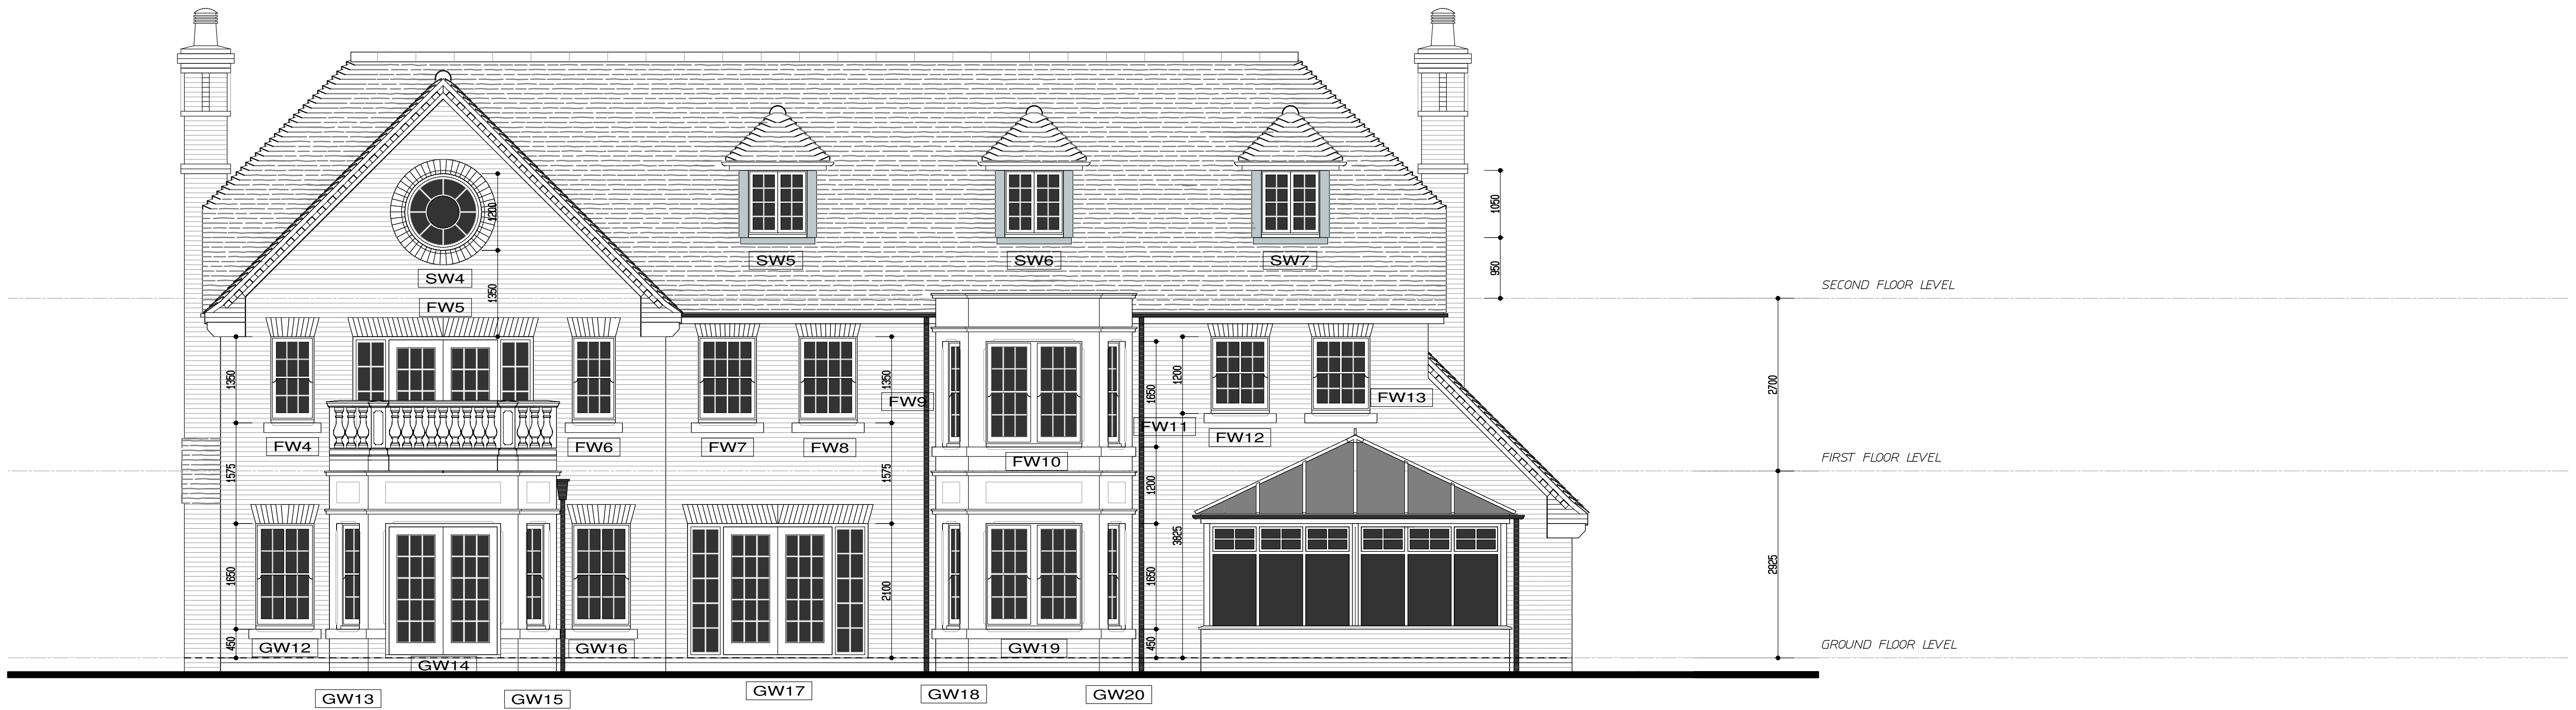 1200
1350
SW4
SW5
SW6
SW7
1050
950
SECOND FLOOR LEVEL
FW5
1350
1575
1650
450
FW4
FW6
FW7
FW8
1350
1575
2100
FW9
FW10
FW11
1650
1200
1650
450
1200
3825
FW12
FW13
2700
FIRST FLOOR LEVEL
2925
GROUND FLOOR LEVEL
GW12
GW14
GW16
GW19
GW13
GW15
GW17
GW18
GW20